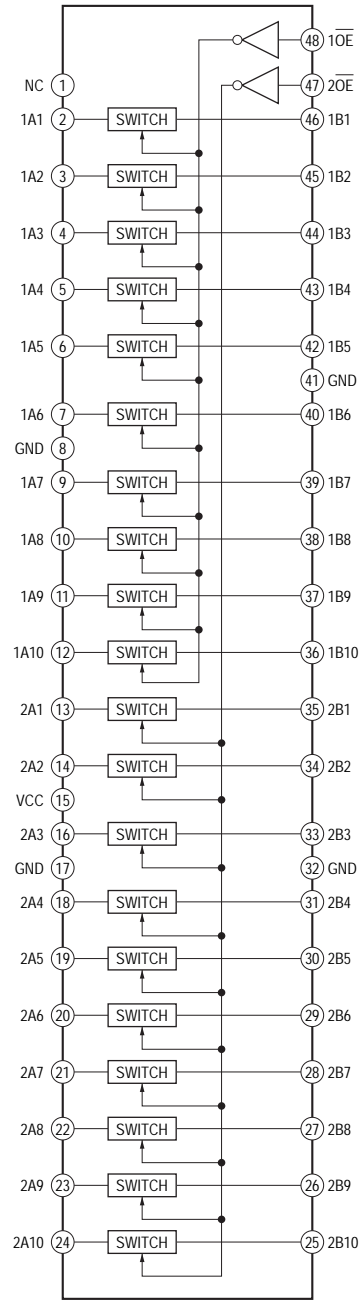 48 1OE
47 2OE
NC 1
1A1 2 SWITCH 46 1B1
1A2 3 SWITCH 45 1B2
1A3 4 SWITCH 44 1B3
1A4 5 SWITCH 43 1B4
1A5 6 SWITCH 42 1B5
41 GND
1A6 7 SWITCH 40 1B6
GND 8
1A7 9 SWITCH 39 1B7
1A8 10 SWITCH 38 1B8
1A9 11 SWITCH 37 1B9
1A10 12 SWITCH 36 1B10
2A1 13 SWITCH 35 2B1
2A2 14 SWITCH 34 2B2
VCC 15
2A3 16 SWITCH 33 2B3
GND 17 32 GND
2A4 18 SWITCH 31 2B4
2A5 19 SWITCH 30 2B5
2A6 20 SWITCH 29 2B6
2A7 21 SWITCH 28 2B7
2A8 22 SWITCH 27 2B8
2A9 23 SWITCH 26 2B9
2A10 24 SWITCH 25 2B10